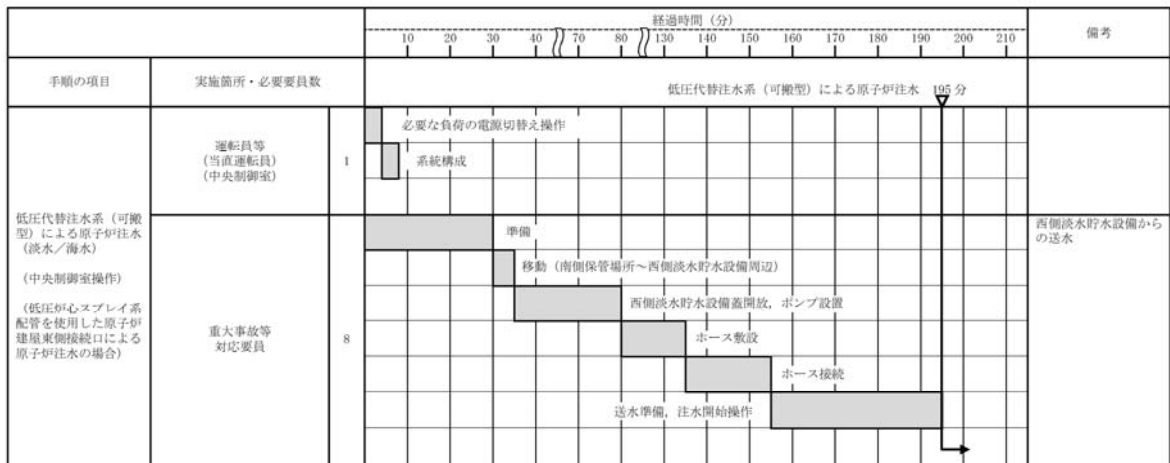 経過時間（分）
備考
10 20 30 40 60 70 80 130 140 150 160 170 180 190 200 210
手順の項目
実施箇所・必要要員数
低圧代替注水系（可搬型）による原子炉注水 195分
低圧代替注水系（可搬
型）による原子炉注水
（淡水／海水）
（中央制御室操作）
（低圧炉心スプレイ系
配管を使用した原子炉
建屋東側接続口による
原子炉注水の場合）
運転員等
（当直運転員）
（中央制御室）
1
必要な負荷の電源切替え操作
系統構成
重大事故等
対応要員
8
準備
移動（南側保管場所～西側淡水貯水設備周辺）
西側淡水貯水設備蓋開放，ポンプ設置
ホース敷設
ホース接続
送水準備，注水開始操作
西側淡水貯水設備から
の送水